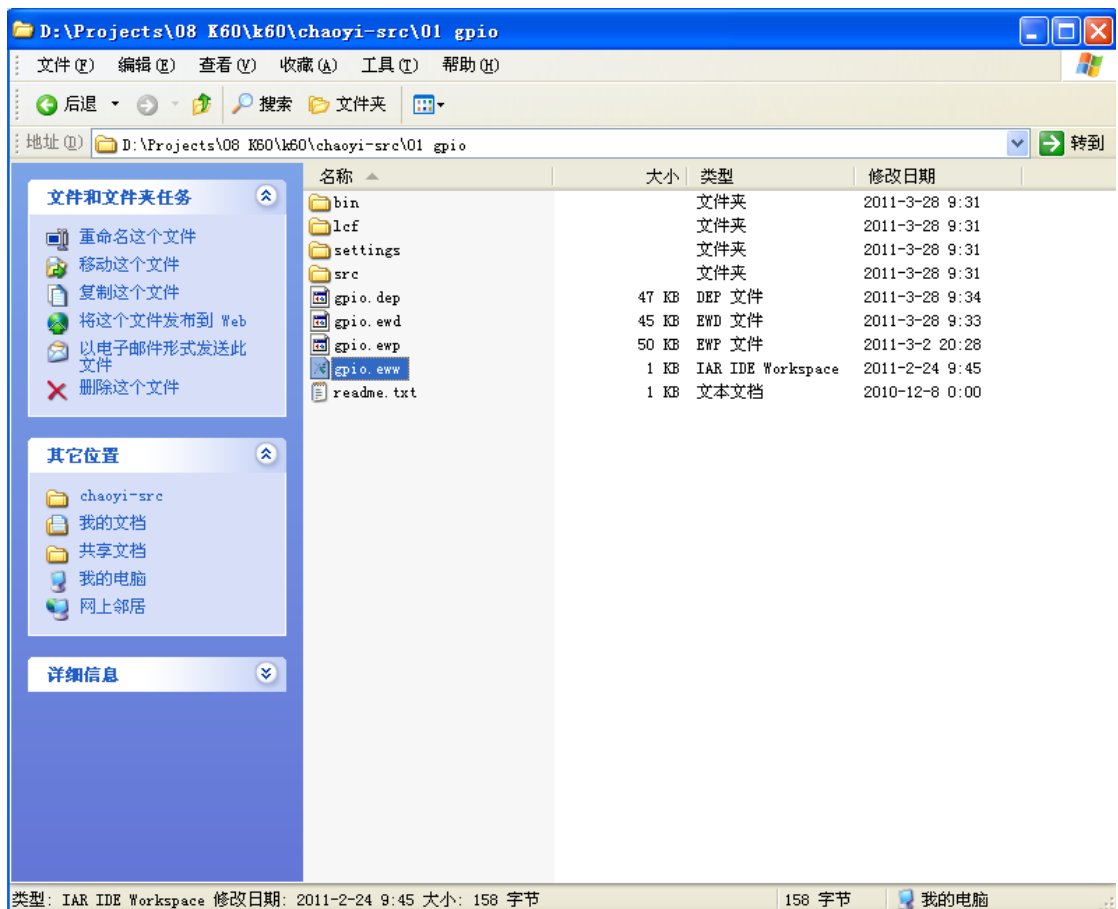 D:\Projects\08 K60\k60\chaoyi-src\01 gpio
文件(F) 编辑(E) 查看(V) 收藏(A) 工具(T) 帮助(H)
后退 搜索 文件夹
地址(D) D:\Projects\08 K60\k60\chaoyi-src\01 gpio 转到
文件和文件夹任务
重命名这个文件
移动这个文件
复制这个文件
将这个文件发布到 Web
以电子邮件形式发送此
文件
删除这个文件
其它位置
chaoyi-src
我的文档
共享文档
我的电脑
网上邻居
详细信息
名称 大小 类型 修改日期
bin 文件夹 2011-3-28 9:31
lcf 文件夹 2011-3-28 9:31
settings 文件夹 2011-3-28 9:31
src 文件夹 2011-3-28 9:31
gpio.dep 47 KB DEP 文件 2011-3-28 9:34
gpio.ewd 45 KB EWD 文件 2011-3-28 9:33
gpio.ewp 50 KB EWP 文件 2011-3-2 20:28
gpio.eww 1 KB IAR IDE Workspace 2011-2-24 9:45
readme.txt 1 KB 文本文档 2010-12-8 0:00
类型: IAR IDE Workspace 修改日期: 2011-2-24 9:45 大小: 158 字节 158 字节 我的电脑